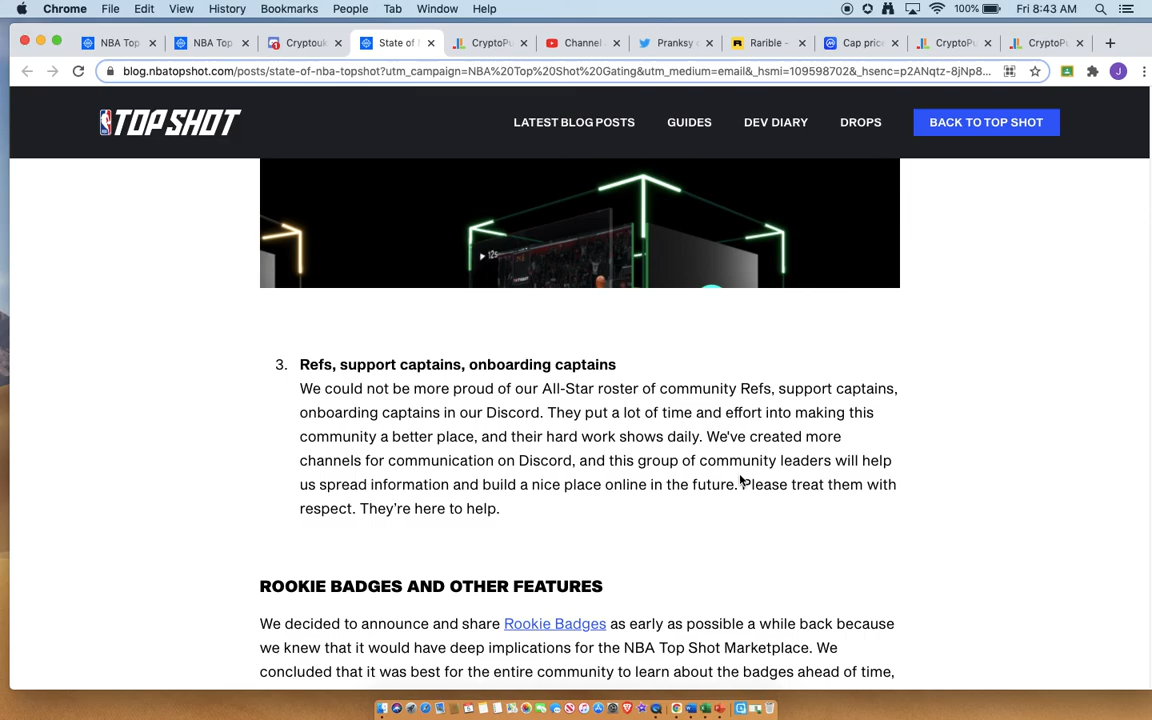 Chrome File Edit View History Bookmarks People Tab Window Help 100% Fri 8:43 AM
NBA Top NBA Top Cryptouk State of CryptoPu Channel Pranksy Rarible - Cap pric CryptoPu CryptoPu
blog.nbatopshot.com/posts/state-of-nba-topshot?utm_campaign=NBA%20Top%20Shot%20Gating&utm_medium=email&_hsmi=109598702&_hsenc=p2ANqtz-8jNp8... J
TOP SHOT LATEST BLOG POSTS GUIDES DEV DIARY DROPS BACK TO TOP SHOT
12s
3. Refs, support captains, onboarding captains
We could not be more proud of our All-Star roster of community Refs, support captains,
onboarding captains in our Discord. They put a lot of time and effort into making this
community a better place, and their hard work shows daily. We've created more
channels for communication on Discord, and this group of community leaders will help
us spread information and build a nice place online in the future. Please treat them with
respect. They're here to help.
ROOKIE BADGES AND OTHER FEATURES
We decided to announce and share Rookie Badges as early as possible a while back because
we knew that it would have deep implications for the NBA Top Shot Marketplace. We
concluded that it was best for the entire community to learn about the badges ahead of time,